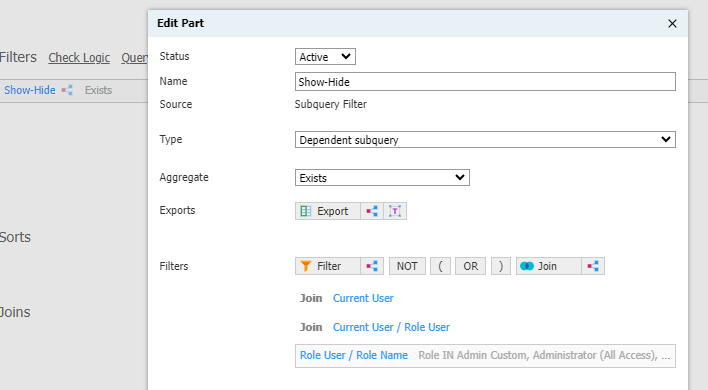 Edit Part
Filters Check Logic Query
Show-Hide Exists
Sorts
Joins
Status Active
Name Show-Hide
Source Subquery Filter
Type Dependent subquery
Aggregate Exists
Exports Export T
Filters Filter NOT ( OR ) Join
Join Current User
Join Current User / Role User
Role User / Role Name Role IN Admin Custom, Administrator (All Access), ...